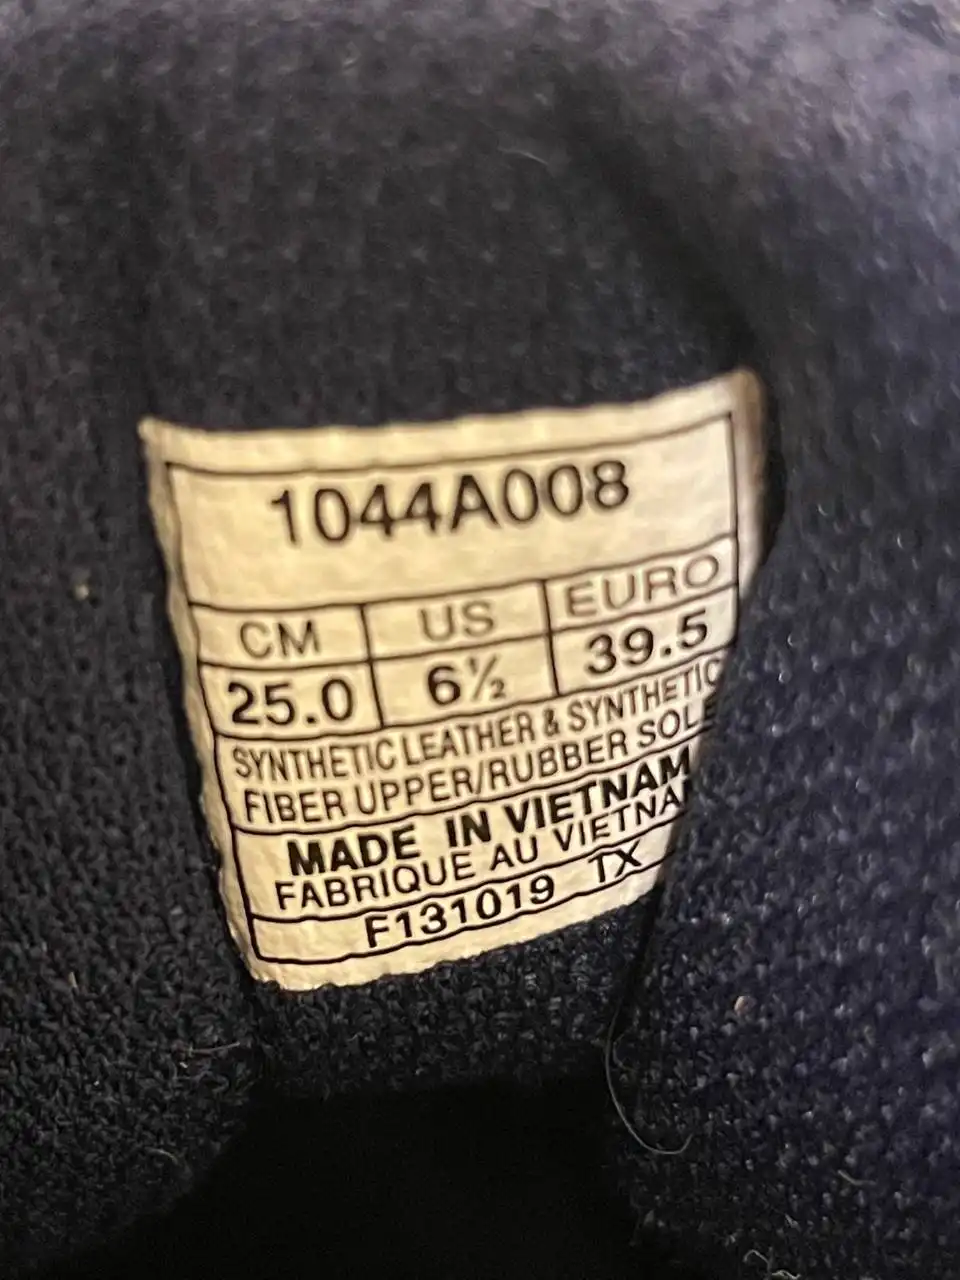 1044A008
CM US EURO
25.0 6½ 39.5
SYNTHETIC LEATHER & SYNTHETIC
FIBER UPPER/RUBBER SOLE
MADE IN VIETNAM
FABRIQUE AU VIETNAM
F131019 1X